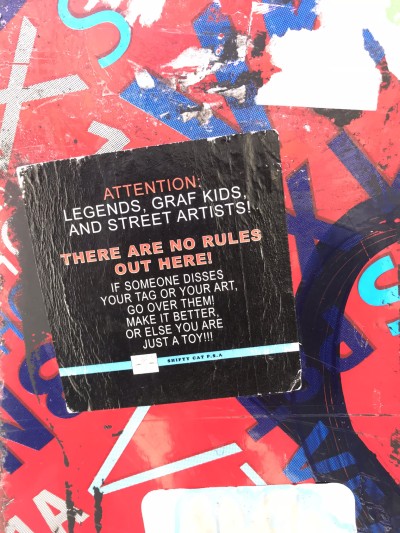 ATTENTION:
LEGENDS, GRAF KIDS,
AND STREET ARTISTS!
THERE ARE NO RULES
OUT HERE!
IF SOMEONE DISSES
YOUR TAG OR YOUR ART,
GO OVER THEM!
MAKE IT BETTER,
OR ELSE YOU ARE
JUST A TOY!!!
SHIFTY CAT P.S.A